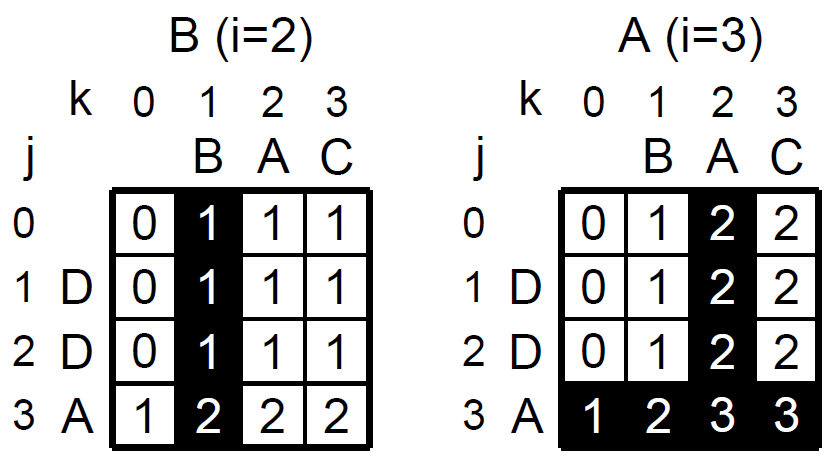 B (i=2) A (i=3)
k 0 1 2 3 k 0 1 2 3
j B A C j B A C
0 0 1 1 1 0 0 1 2 2
1 D 0 1 1 1 1 D 0 1 2 2
2 D 0 1 1 1 2 D 0 1 2 2
3 A 1 2 2 2 3 A 1 2 3 3